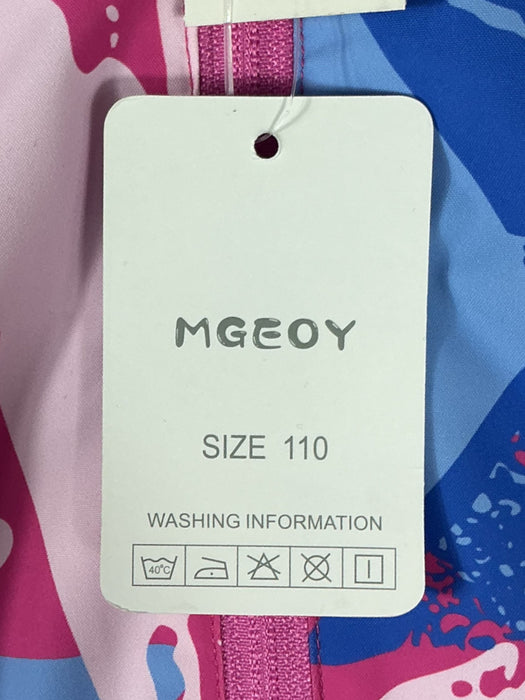 MGEOY
SIZE 110
WASHING INFORMATION
40°C